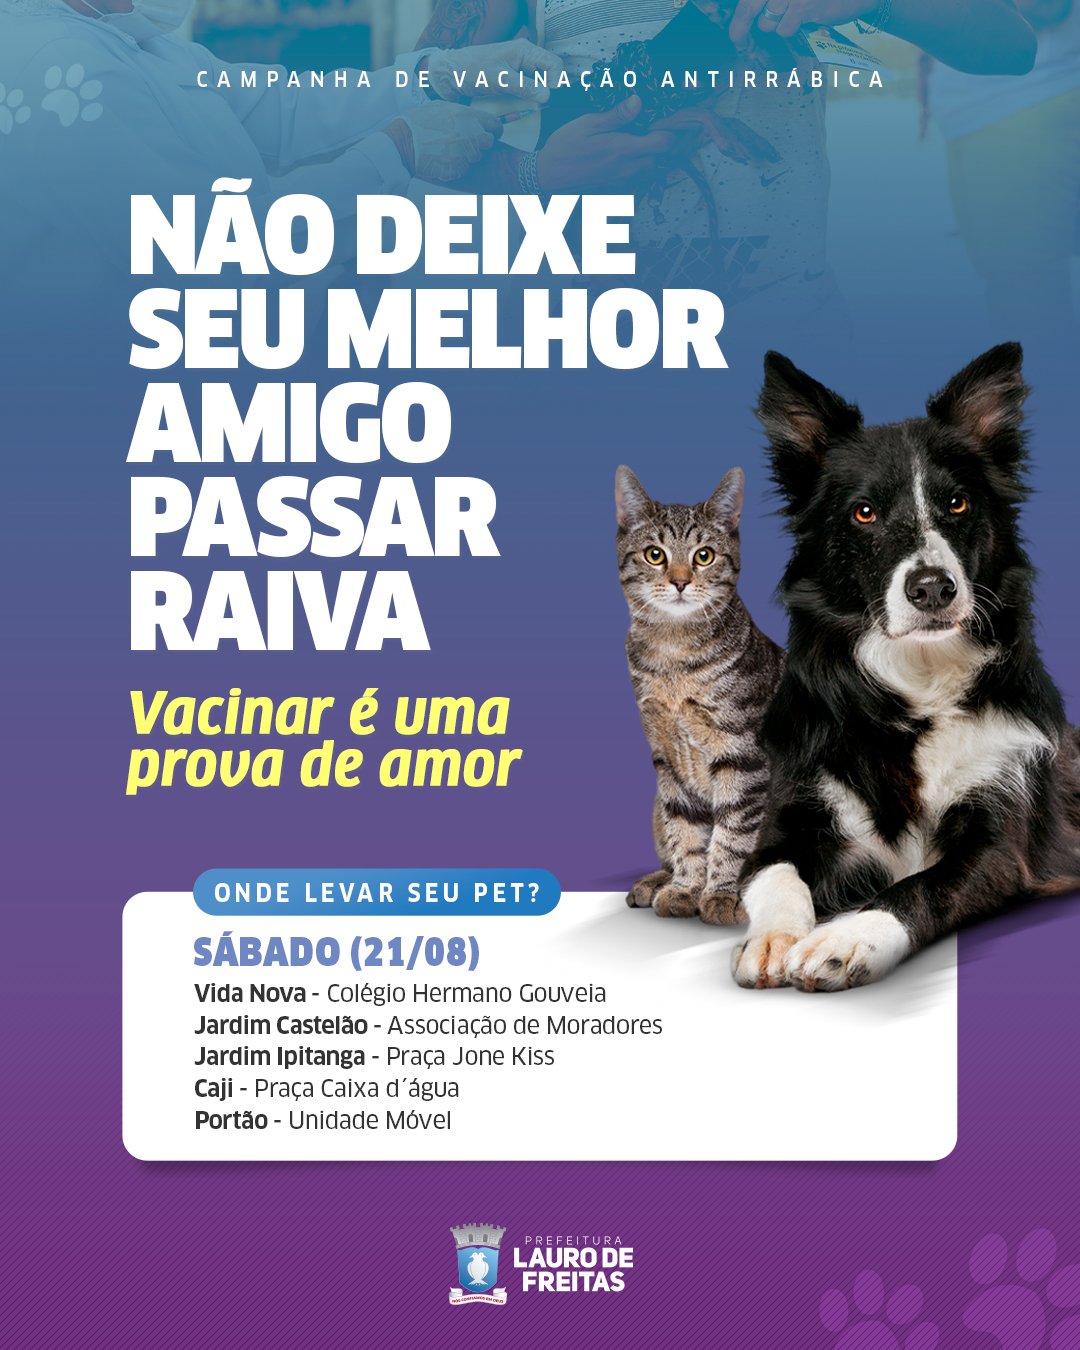 CAMPANHA DE VACINAÇÃO ANTIRRÁBICA
NÃO DEIXE
SEU MELHOR
AMIGO
PASSAR
RAIVA
Vacinar é uma
prova de amor
ONDE LEVAR SEU PET?
SÁBADO (21/08)
Vida Nova - Colégio Hermano Gouveia
Jardim Castelão - Associação de Moradores
Jardim Ipitanga - Praça Jone Kiss
Caji - Praça Caixa d´água
Portão - Unidade Móvel
PREFEITURA
LAURO DE
FREITAS